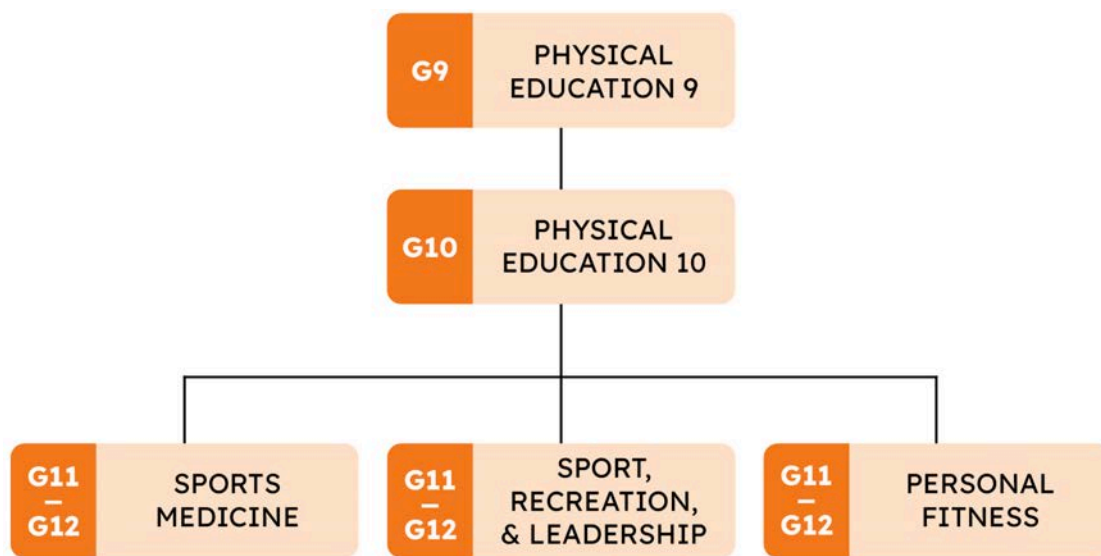 G9
PHYSICAL
EDUCATION 9
G10
PHYSICAL
EDUCATION 10
G11
–
G12
SPORTS
MEDICINE
G11
–
G12
SPORT,
RECREATION,
& LEADERSHIP
G11
–
G12
PERSONAL
FITNESS